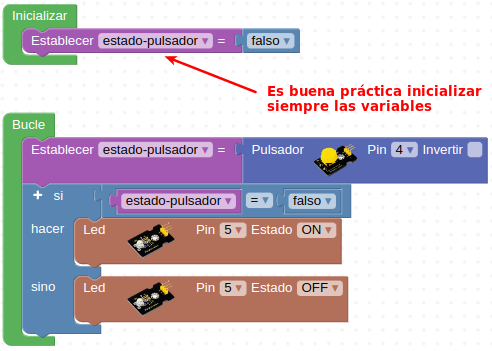 Inicializar
Establecer estado-pulsador = falso
Es buena práctica inicializar
siempre las variables
Bucle
Establecer estado-pulsador = Pulsador Pin 4 Invertir
+ si estado-pulsador = falso
hacer Led Pin 5 Estado ON
sino Led Pin 5 Estado OFF